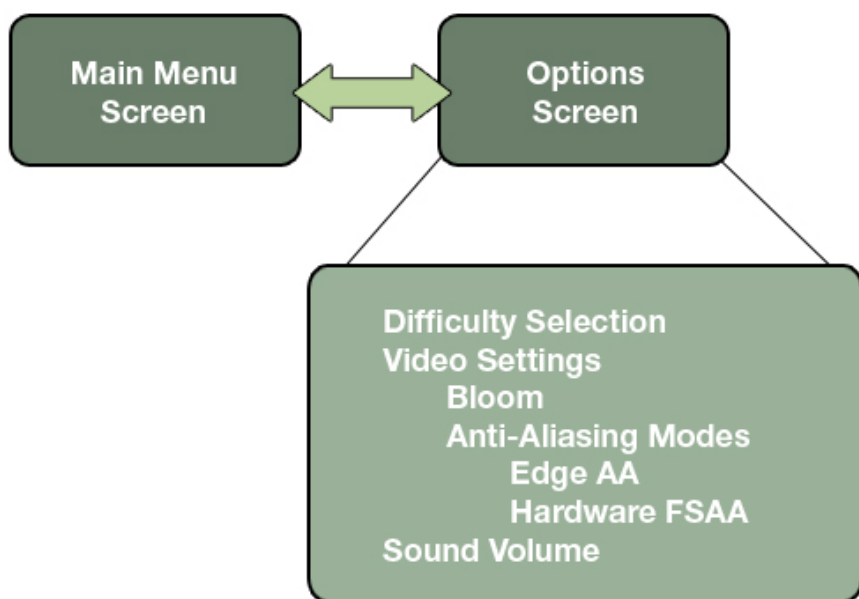 Main Menu
Screen
Options
Screen
Difficulty Selection
Video Settings
Bloom
Anti-Aliasing Modes
Edge AA
Hardware FSAA
Sound Volume